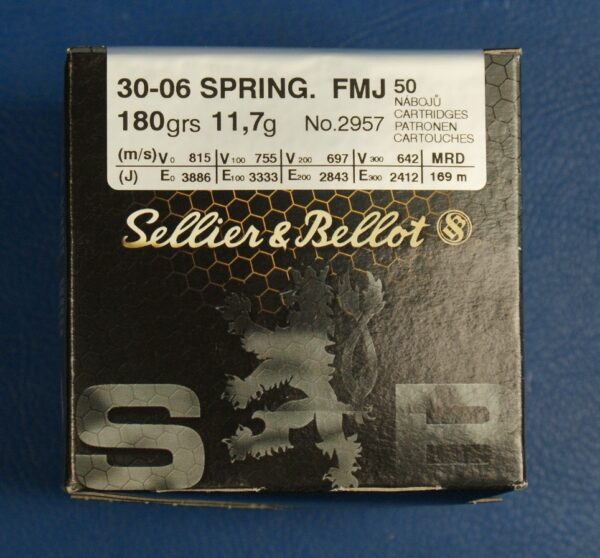 30-06 SPRING. FMJ 50
NÁBOJŮ
CARTRIDGES
180grs 11,7g No.2957 PATRONEN
CARTOUCHES
(m/s) V0 815 V100 755 V200 697 V300 642 MRD
(J) E0 3886 E100 3333 E200 2843 E300 2412 169 m
Sellier & Bellot
S B